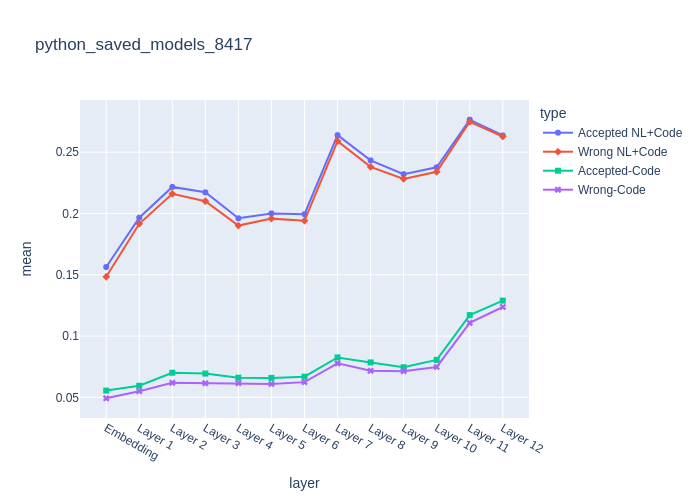 python_saved_models_8417
type
Accepted NL+Code
Wrong NL+Code
Accepted-Code
Wrong-Code
0.25
0.2
0.15
0.1
0.05
mean
Embedding
Layer 1
Layer 2
Layer 3
Layer 4
Layer 5
Layer 6
Layer 7
Layer 8
Layer 9
Layer 10
Layer 11
Layer 12
layer